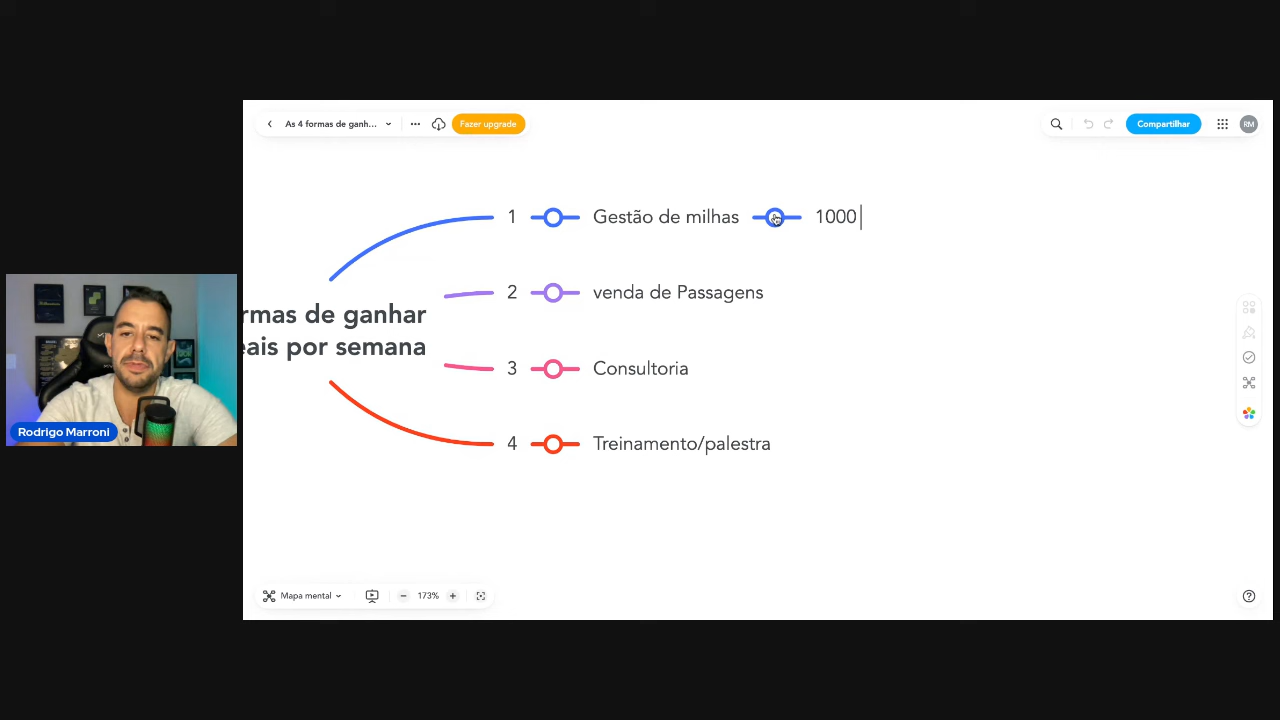 As 4 formas de ganh...
Fazer upgrade
Compartilhar
RM
1 Gestão de milhas 1000
2 venda de Passagens
rmas de ganhar
eais por semana
3 Consultoria
4 Treinamento/palestra
Rodrigo Marroni
Mapa mental
173%